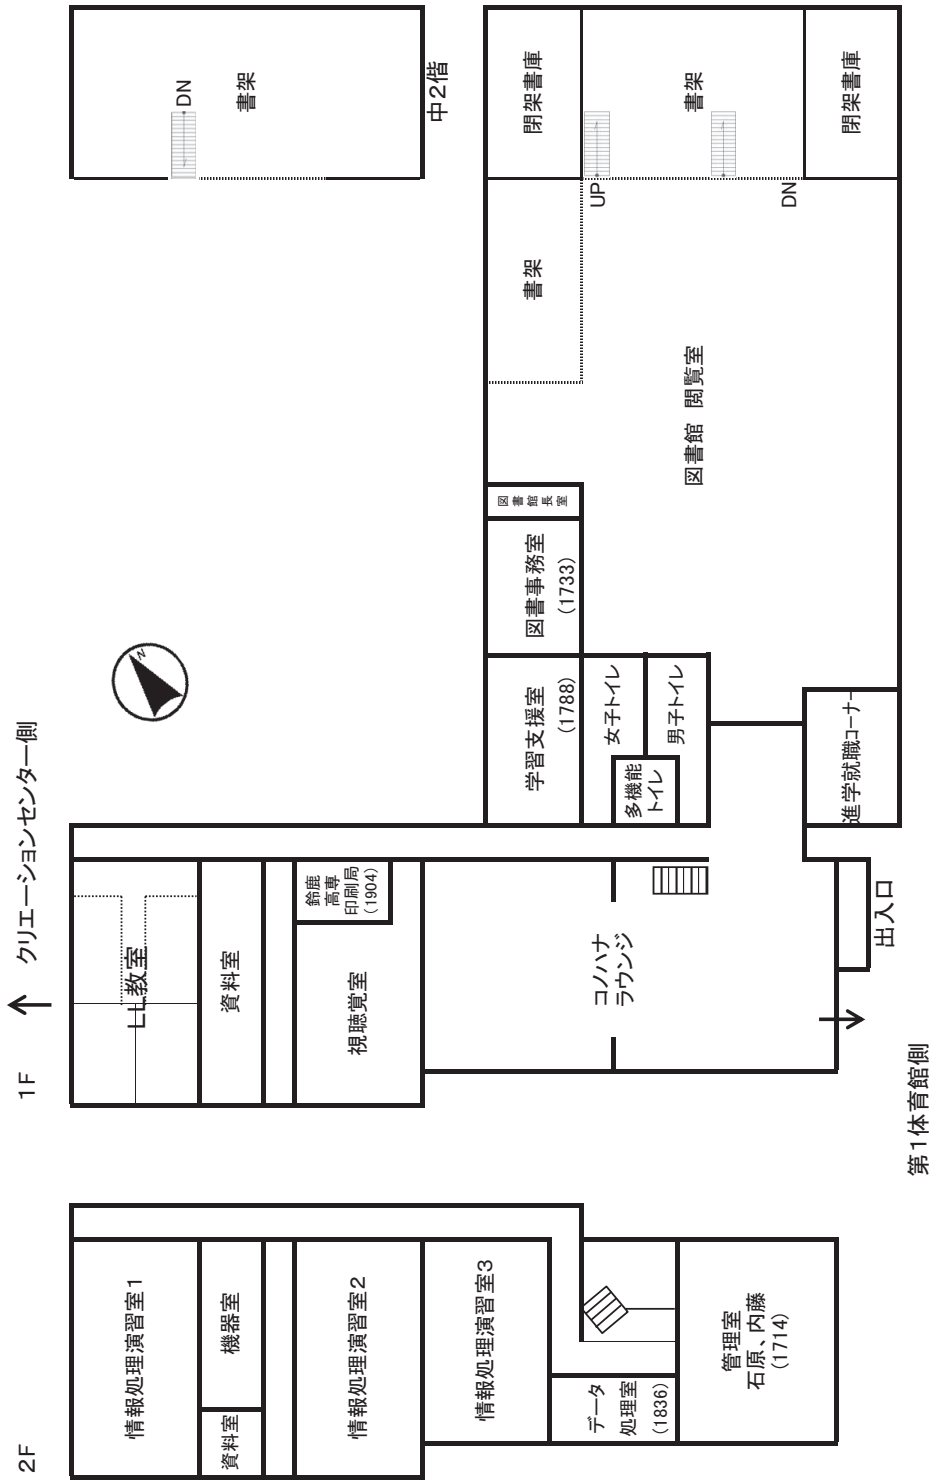 2F
情報処理演習室1
機器室
資料室
情報処理演習室2
情報処理演習室3
データ
処理室
(1836)
管理室
石原、内藤
(1714)
1F
クリエーションセンター側
LL教室
資料室
視聴覚室
鈴鹿
高専
印刷局
(1904)
コノハナ
ラウンジ
出入口
第1体育館側
N
学習支援室
(1788)
女子トイレ
男子トイレ
多機能
トイレ
進学就職コーナー
図書事務室
(1733)
図書館長室
図書館 閲覧室
書架
閉架書庫
書架
閉架書庫
UP
DN
中2階
書架
DN